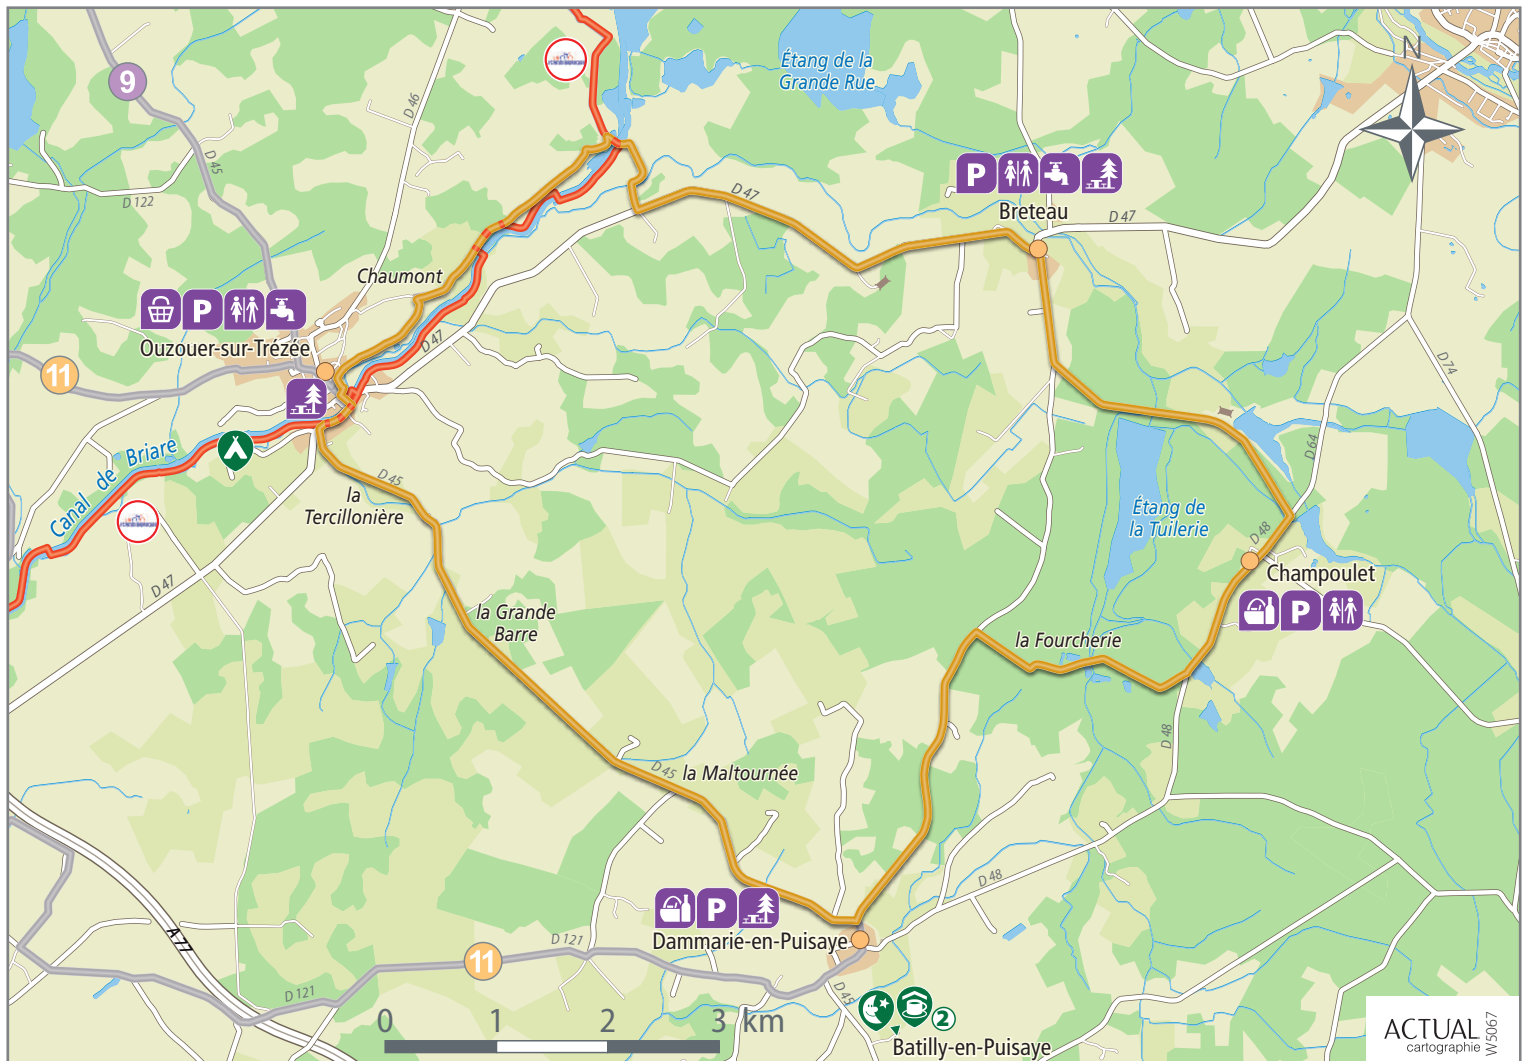 Étang de la
Grande Rue
N
9
D 46
D 45
D 122
P
D 47
Breteau
D 47
Chaumont
P
Ouzouer-sur-Trézée
D 47
11
D 74
D 64
Canal de Briare
D 45
la
Tercillonière
Étang de
la Tuilerie
D 48
Champoulet
P
D 47
la Grande
Barre
la Fourcherie
D 48
D 45
la Maltournée
D 48
P
Dammarie-en-Puisaye
A 77
D 121
11
D 121
D 45
2
Batilly-en-Puisaye
0 1 2 3 km
ACTUAL
cartographie
W5067